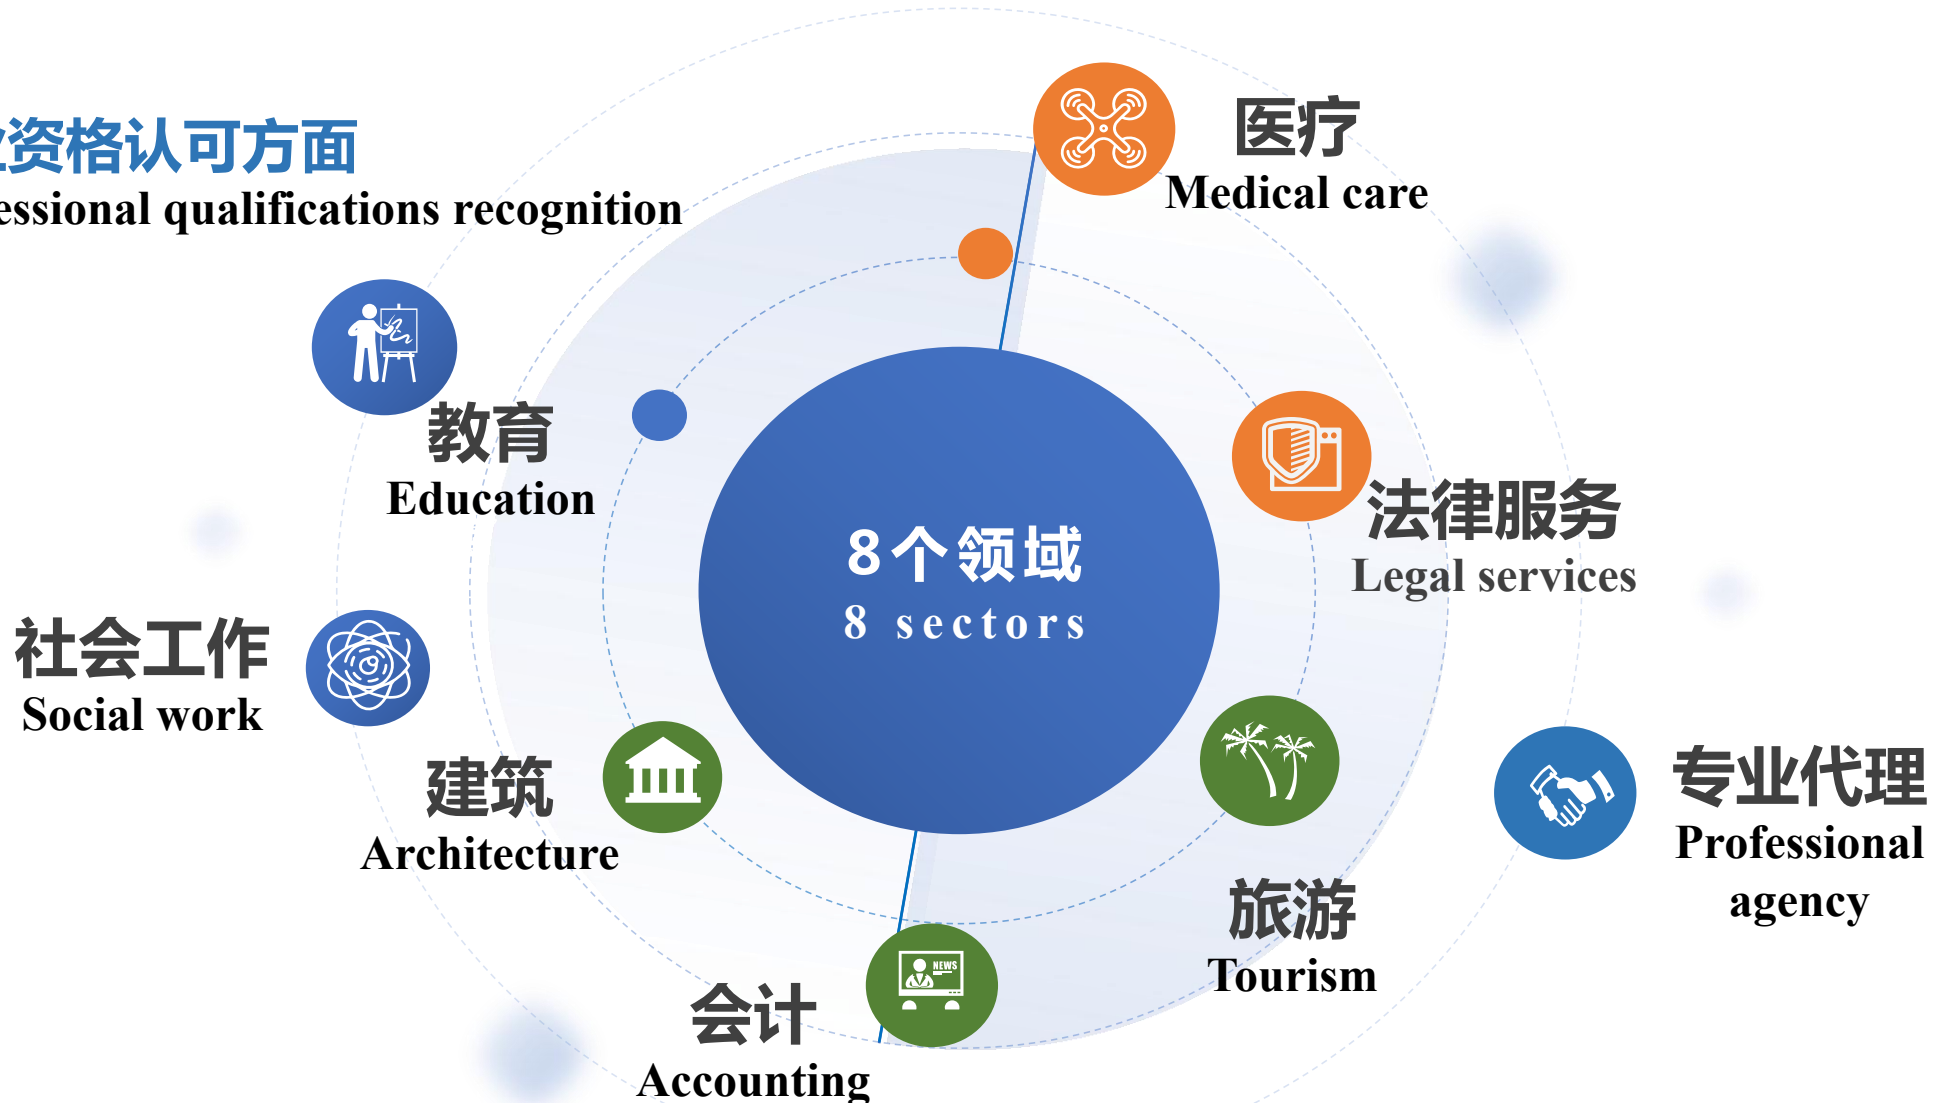 资格认可方面
essional qualifications recognition
医疗
Medical care
教育
Education
8个领域
8 sectors
法律服务
Legal services
社会工作
Social work
建筑
Architecture
专业代理
Professional
agency
旅游
Tourism
NEWS
会计
Accounting